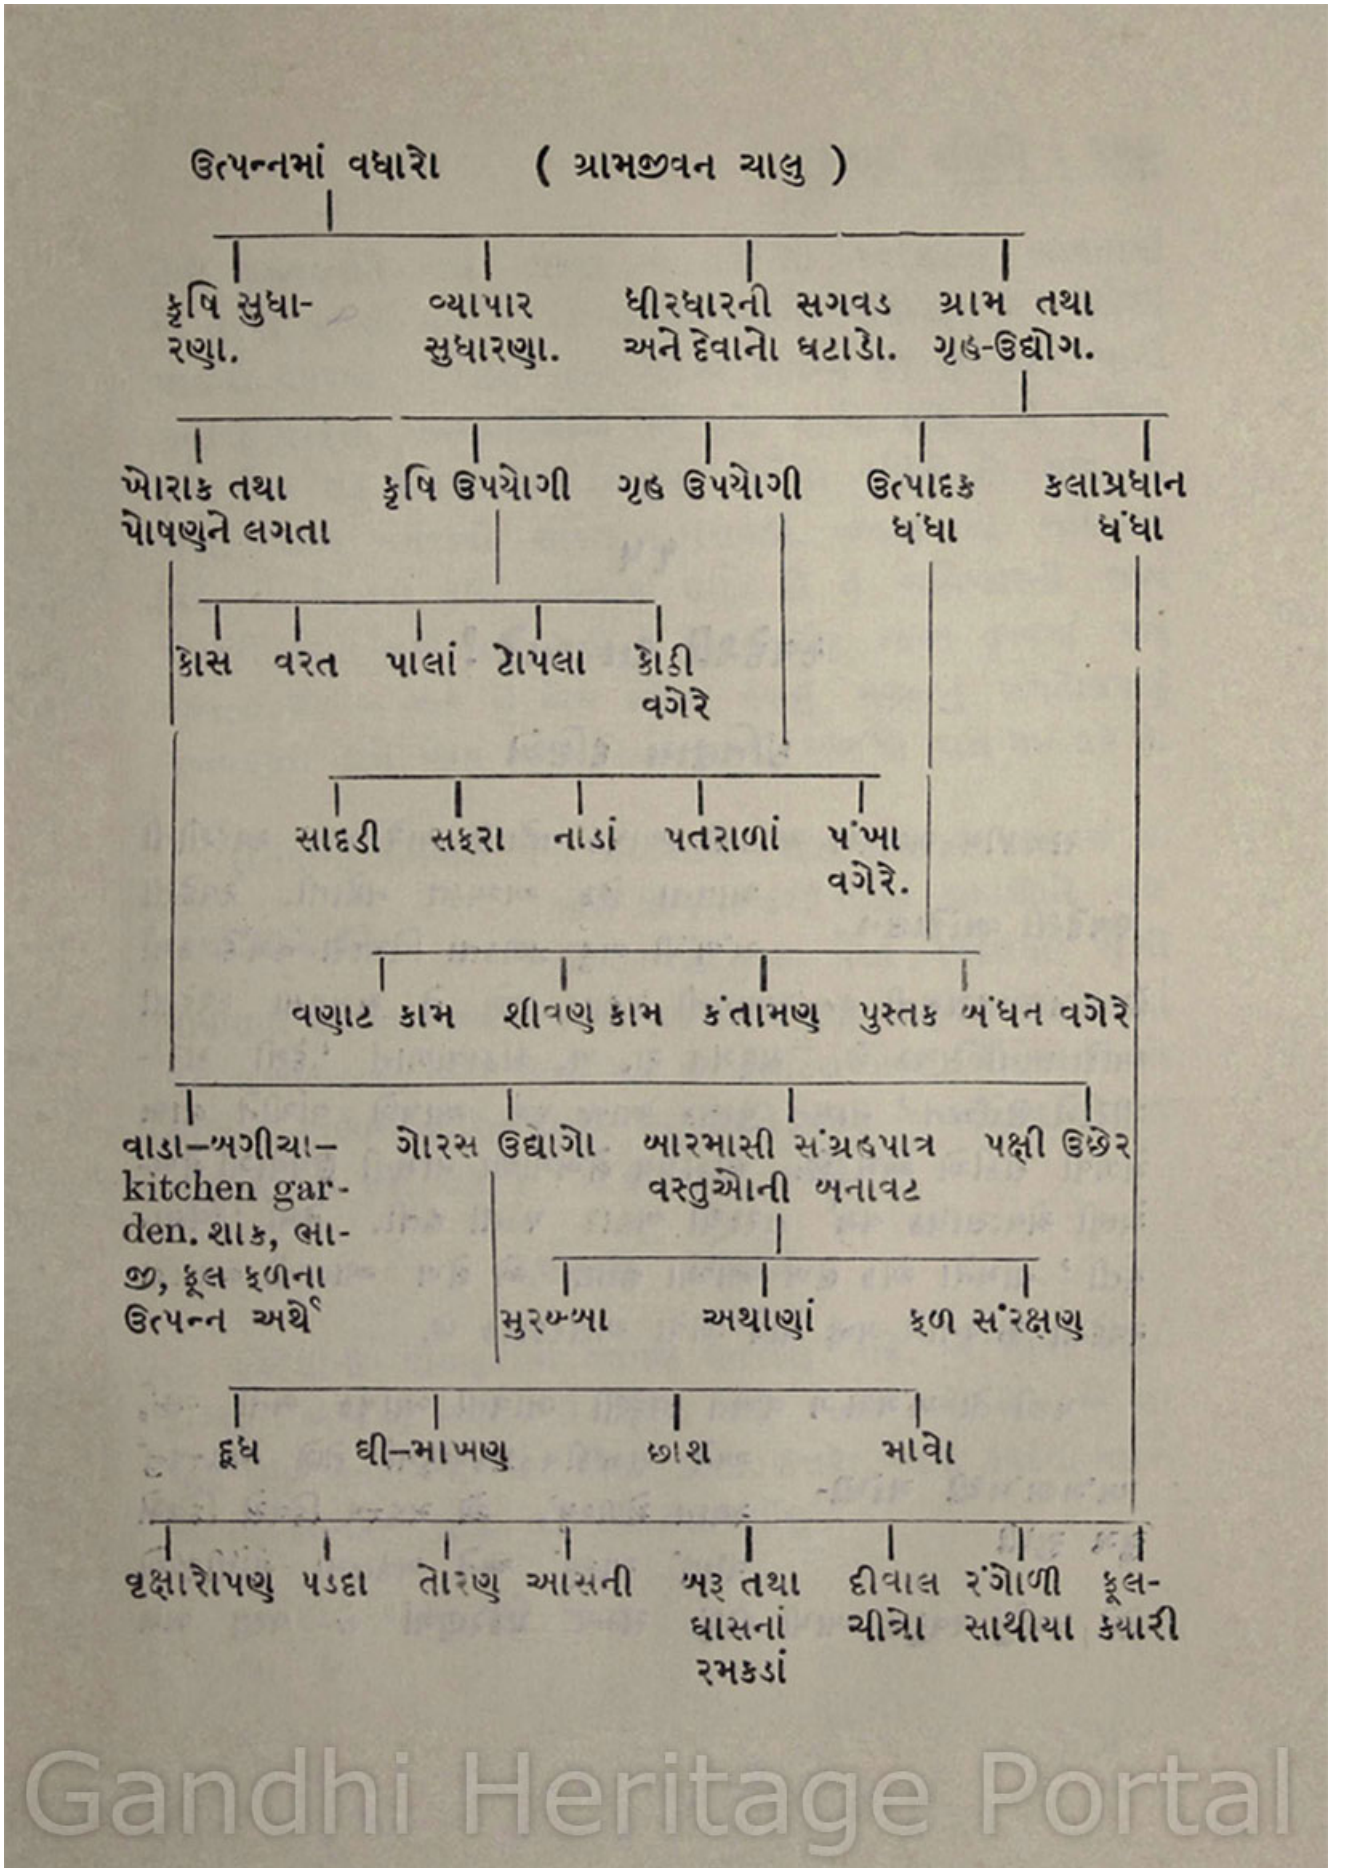 ઉત્પન્નમાં વધારો ( ગ્રામજીવન ચાલુ )
કૃષિ સુધા- વ્યાપાર ધીરધારની સગવડ ગ્રામ તથા
રણા. સુધારણા. અને દેવાનો ઘટાડો. ગૃહ-ઉદ્યોગ.
ખોરાક તથા કૃષિ ઉપયોગી ગૃહ ઉપયોગી ઉત્પાદક કલાપ્રધાન
પોષણને લગતા ધંધા ધંધા
કોસ વરત પાલાં ટોપલા કોડી
વગેરે
સાદડી સફરા નાડાં પતરાળાં પંખા
વગેરે.
વણાટ કામ શીવણ કામ કંતામણ પુસ્તક બંધન વગેરે
વાડા–બગીચા– ગોરસ ઉદ્યોગો બારમાસી સંગ્રહપાત્ર પક્ષી ઉછેર
kitchen gar- વસ્તુઓની બનાવટ
den. શાક, ભા-
જી, ફૂલ ફળના
ઉત્પન્ન અર્થે મુરબ્બા અથાણાં ફળ સંરક્ષણ
દૂધ ઘી–માખણ છાશ માવો
વૃક્ષારોપણ પડદા તોરણ આસની બરૂ તથા દીવાલ રંગોળી ફૂલ-
ઘાસનાં ચીત્રો સાથીયા કયારી
રમકડાં
Gandhi Heritage Portal